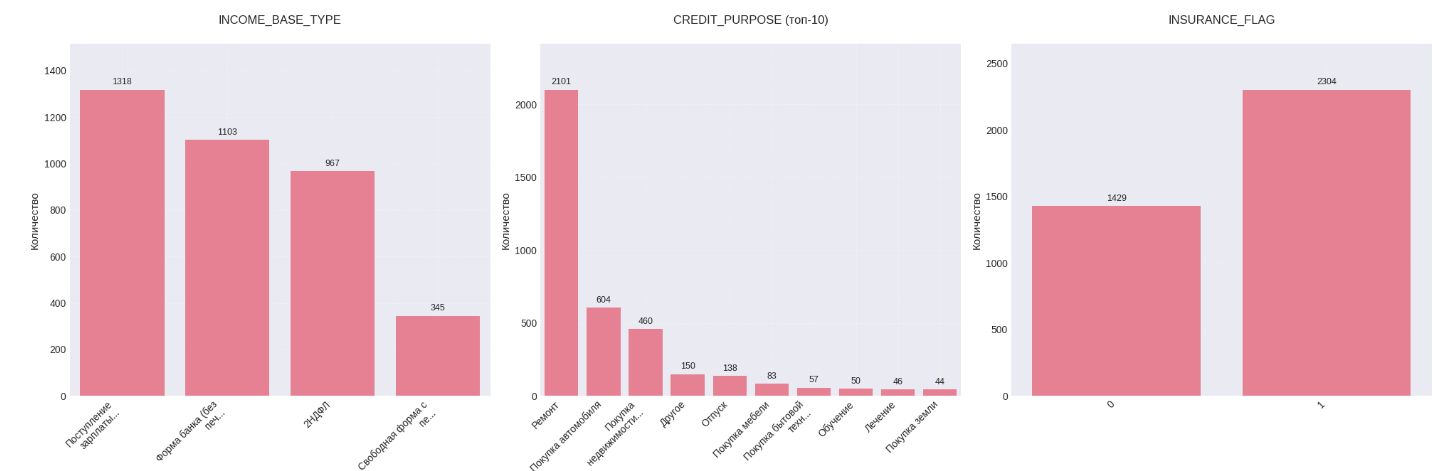 INCOME_BASE_TYPE
Количество
1400
1200
1000
800
600
400
200
0
1318
1103
967
345
Поступление
зарплаты...
Форма банка (без
печ...
2НДФЛ
Свободная форма с
пе...
CREDIT_PURPOSE (топ-10)
Количество
2000
1500
1000
500
0
2101
604
460
150
138
83
57
50
46
44
Ремонт
Покупка автомобиля
Покупка
недвижимости...
Другое
Отпуск
Покупка мебели
Покупка бытовой
техн...
Обучение
Лечение
Покупка земли
INSURANCE_FLAG
Количество
2500
2000
1500
1000
500
0
1429
2304
0
1